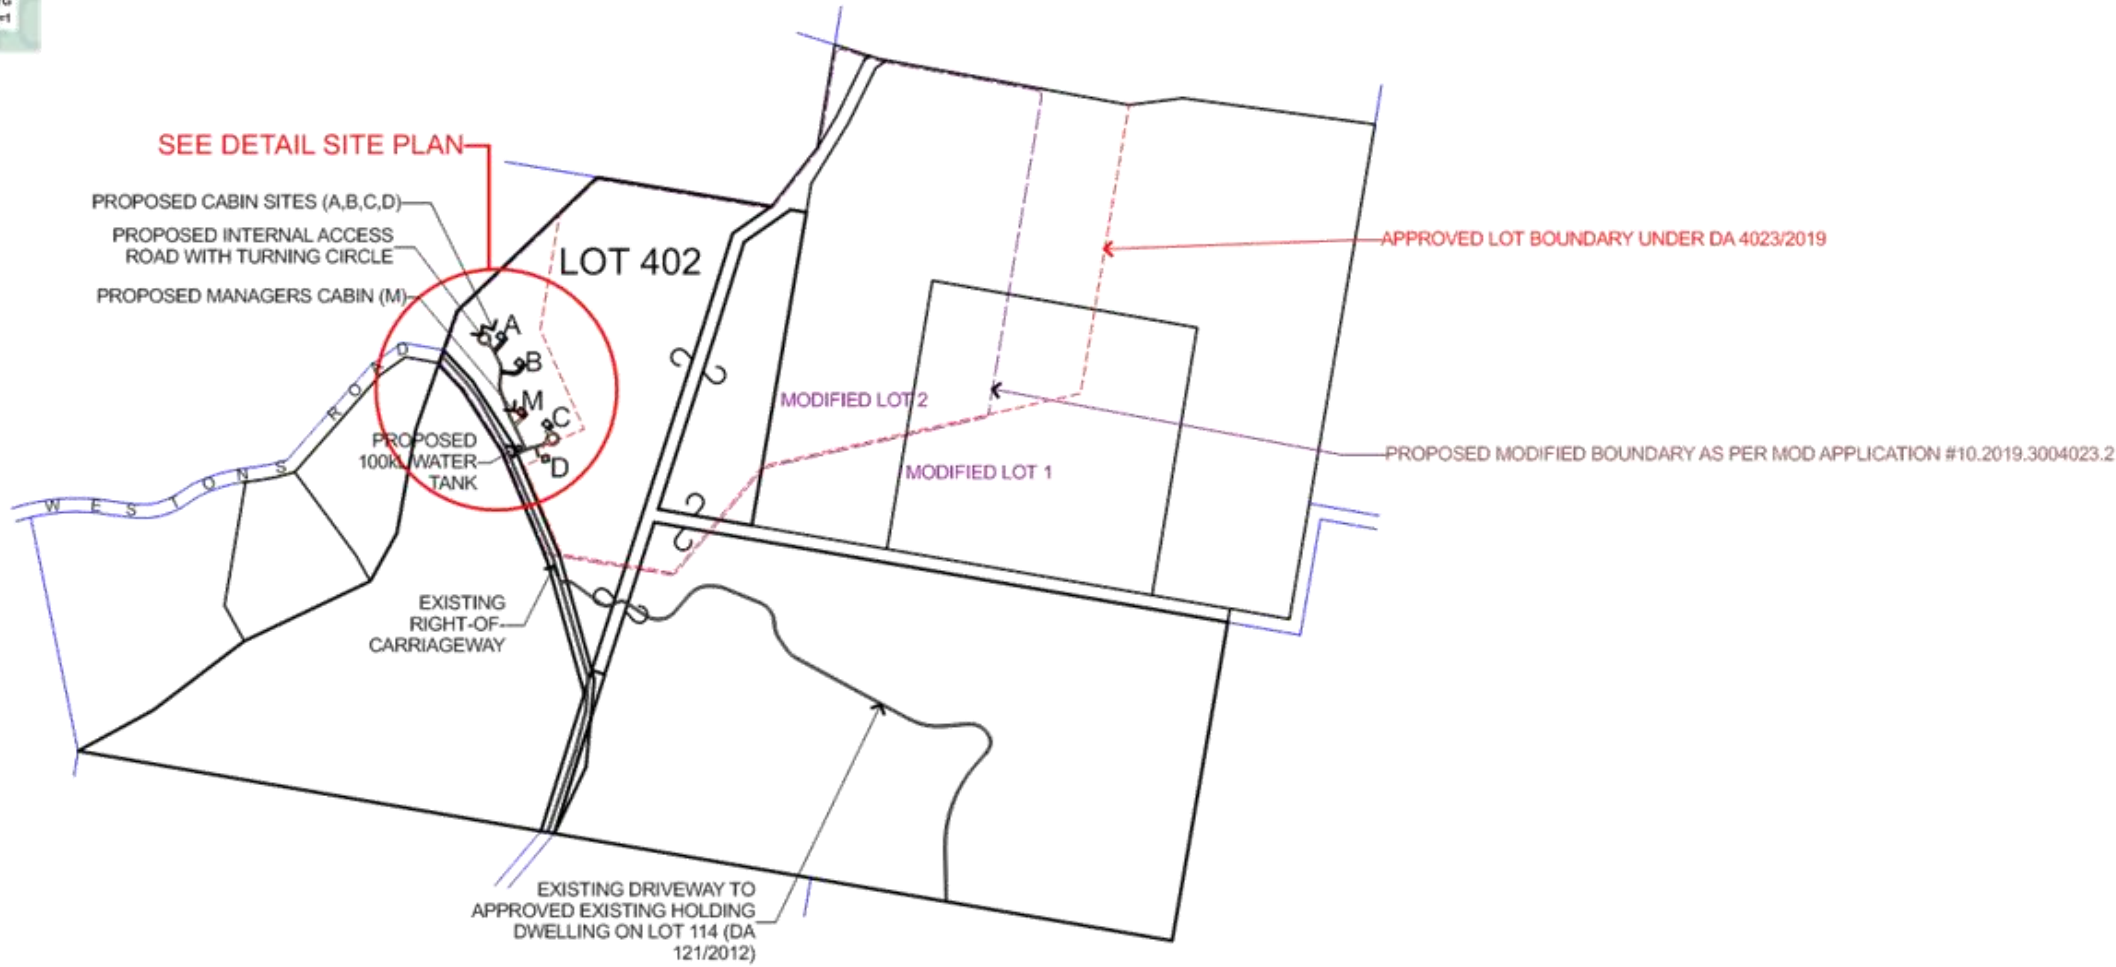 SEE DETAIL SITE PLAN
PROPOSED CABIN SITES (A,B,C,D)
PROPOSED INTERNAL ACCESS
ROAD WITH TURNING CIRCLE
PROPOSED MANAGERS CABIN (M)
LOT 402
A
B
M
C
D
PROPOSED
100kL WATER
TANK
WESTONS ROAD
EXISTING
RIGHT-OF
CARRIAGEWAY
MODIFIED LOT 2
MODIFIED LOT 1
APPROVED LOT BOUNDARY UNDER DA 4023/2019
PROPOSED MODIFIED BOUNDARY AS PER MOD APPLICATION #10.2019.3004023.2
EXISTING DRIVEWAY TO
APPROVED EXISTING HOLDING
DWELLING ON LOT 114 (DA
121/2012)